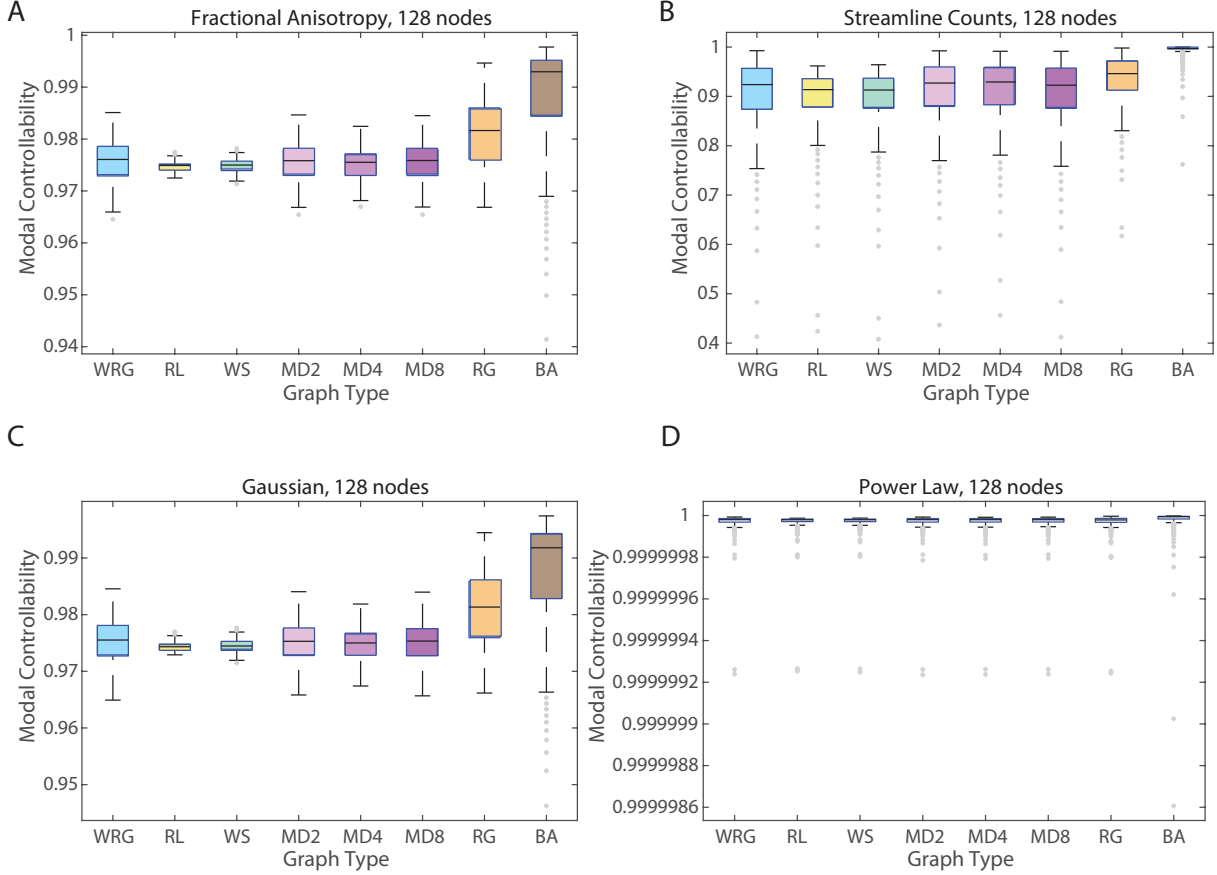 A
Fractional Anisotropy, 128 nodes
Modal Controllability
1
0.99
0.98
0.97
0.96
0.95
0.94
WRG RL WS MD2 MD4 MD8 RG BA
Graph Type
B
Streamline Counts, 128 nodes
Modal Controllability
1
0.9
0.8
0.7
0.6
0.5
0.4
WRG RL WS MD2 MD4 MD8 RG BA
Graph Type
C
Gaussian, 128 nodes
Modal Controllability
0.99
0.98
0.97
0.96
0.95
WRG RL WS MD2 MD4 MD8 RG BA
Graph Type
D
Power Law, 128 nodes
Modal Controllability
1
0.9999998
0.9999996
0.9999994
0.9999992
0.999999
0.9999988
0.9999986
WRG RL WS MD2 MD4 MD8 RG BA
Graph Type